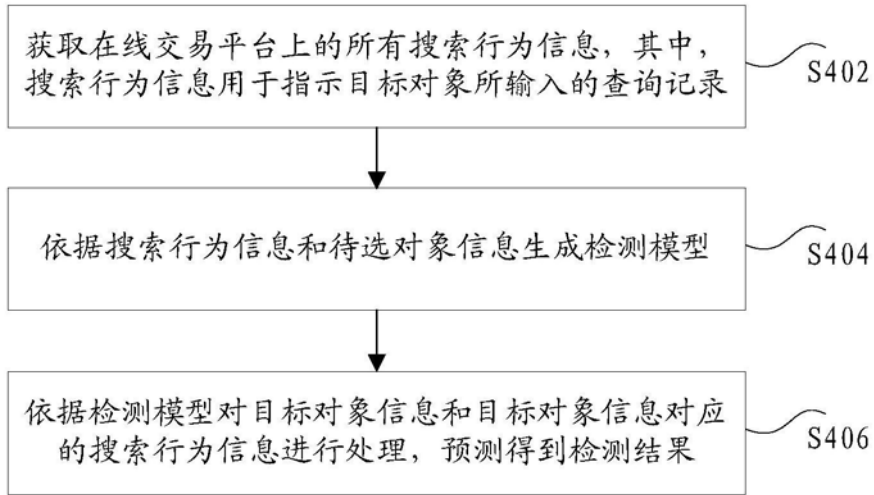 获取在线交易平台上的所有搜索行为信息，其中，
搜索行为信息用于指示目标对象所输入的查询记录
S402
依据搜索行为信息和待选对象信息生成检测模型
S404
依据检测模型对目标对象信息和目标对象信息对应
的搜索行为信息进行处理，预测得到检测结果
S406